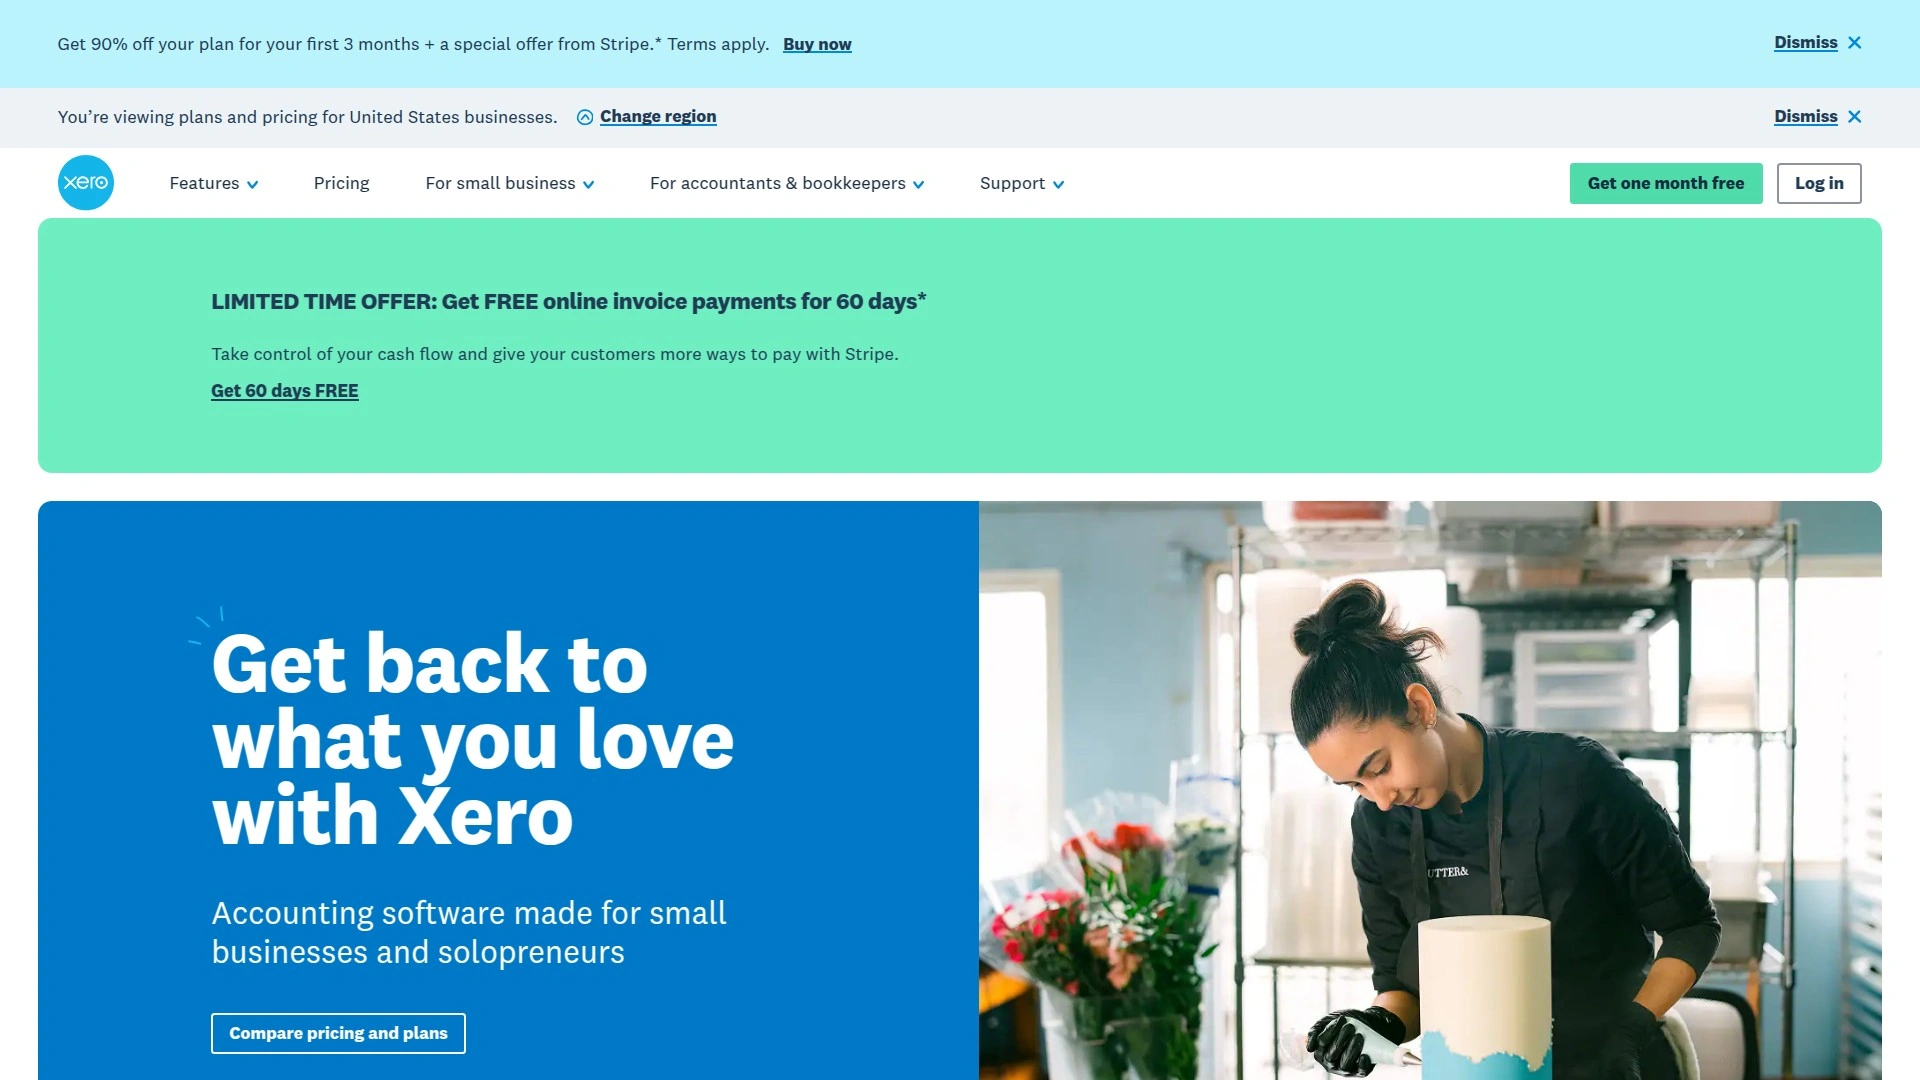 Get 90% off your plan for your first 3 months + a special offer from Stripe.* Terms apply. Buy now
Dismiss
You’re viewing plans and pricing for United States businesses. Change region
Dismiss
xero
Features
Pricing
For small business
For accountants & bookkeepers
Support
Get one month free
Log in
LIMITED TIME OFFER: Get FREE online invoice payments for 60 days*
Take control of your cash flow and give your customers more ways to pay with Stripe.
Get 60 days FREE
Get back to
what you love
with Xero
Accounting software made for small
businesses and solopreneurs
Compare pricing and plans
UTTER&